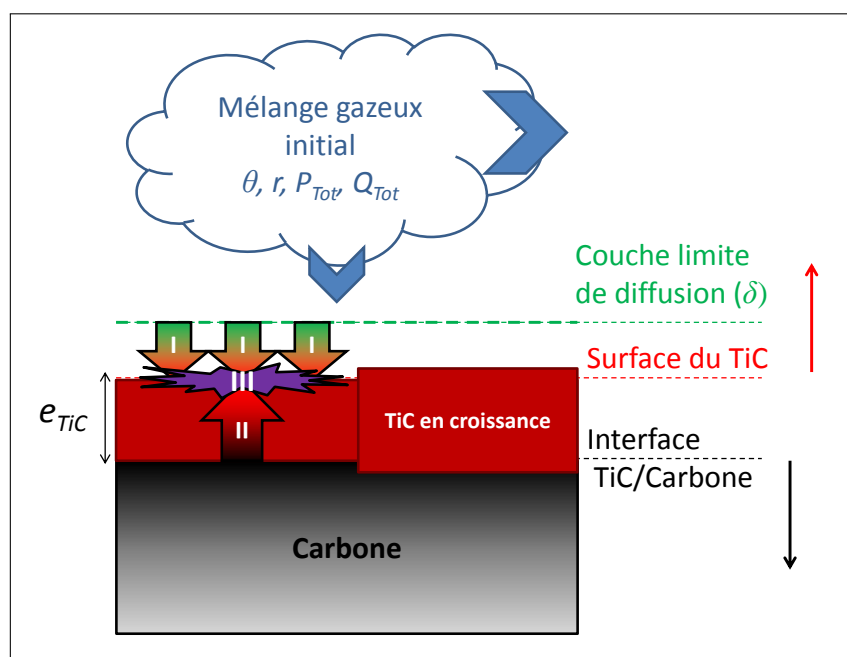 Mélange gazeux
initial
θ, r, P_Tot, Q_Tot
Couche limite
de diffusion (δ)
I I I
Surface du TiC
III
e_TiC
II
TiC en croissance
Interface
TiC/Carbone
Carbone